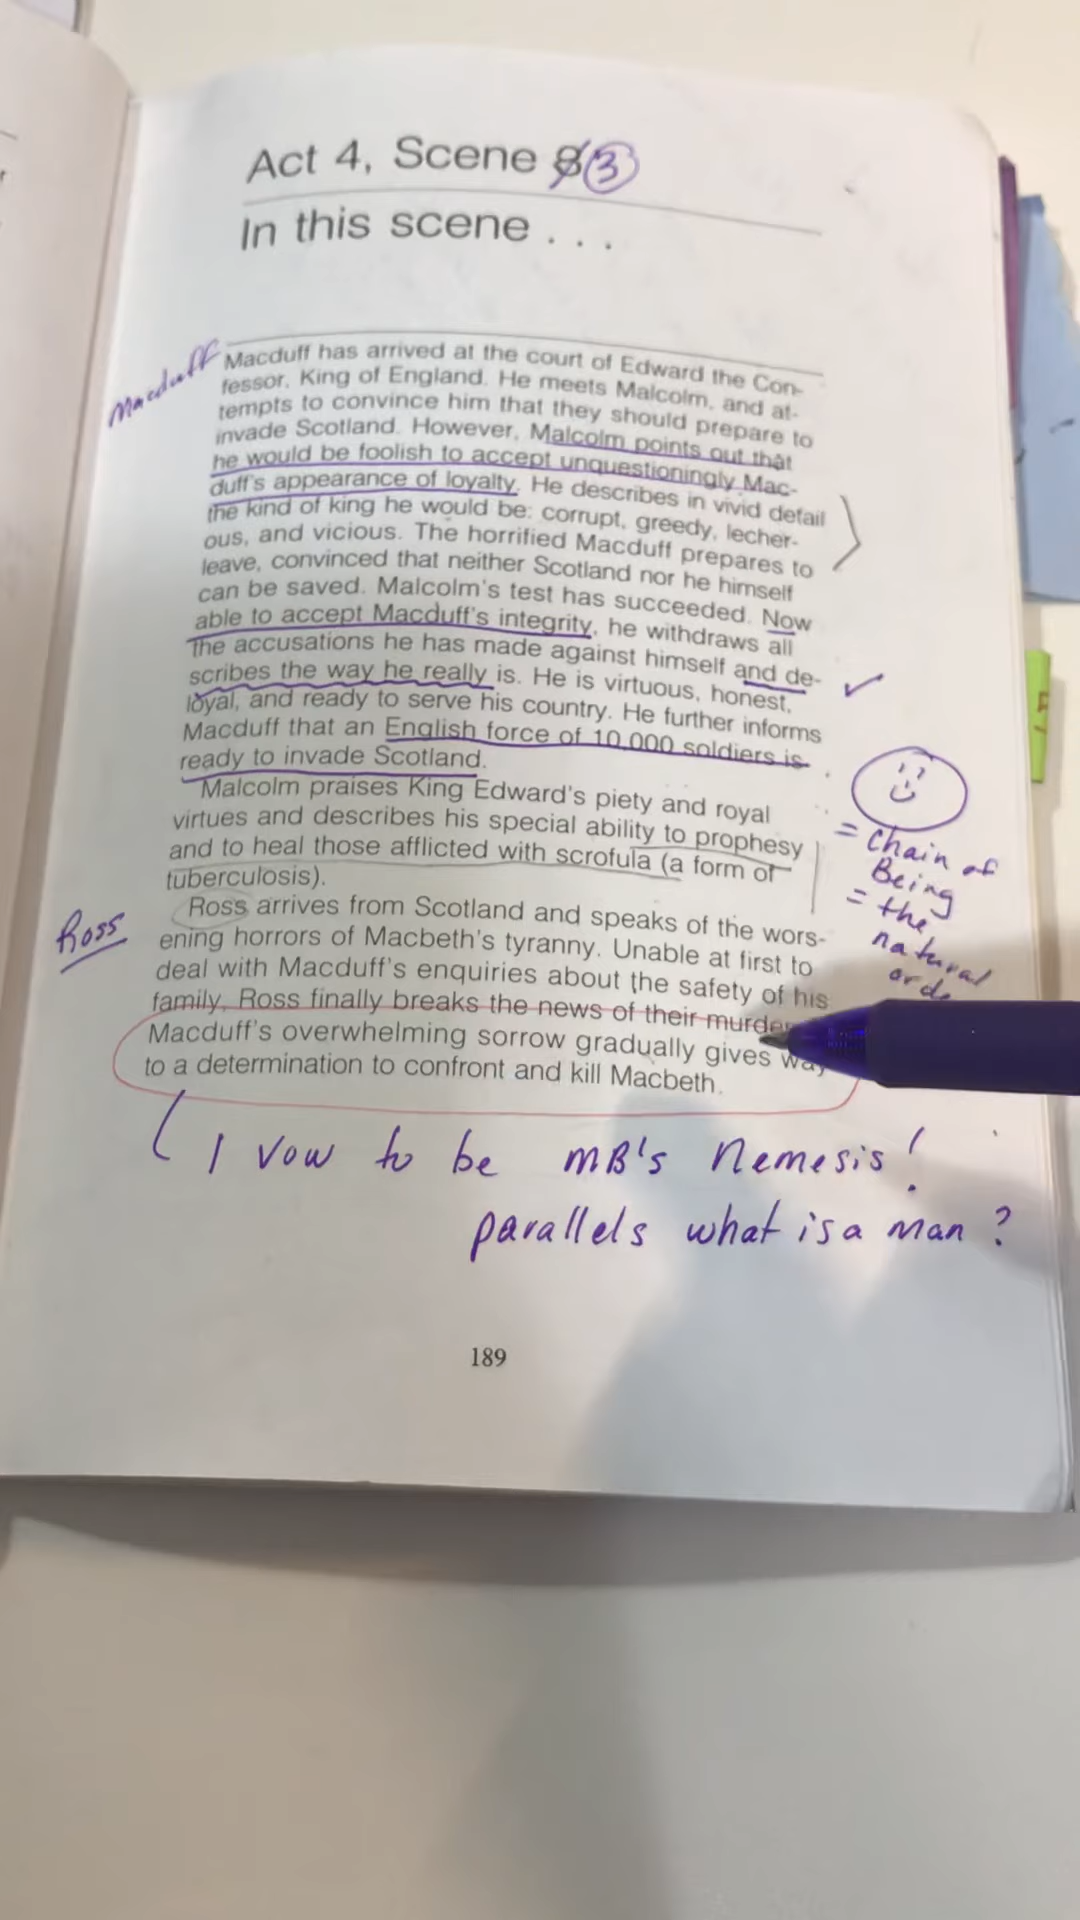 Act 4, Scene 8 3
In this scene . . .
Macduff
Macduff has arrived at the court of Edward the Con-
fessor, King of England. He meets Malcolm, and at-
tempts to convince him that they should prepare to
invade Scotland. However, Malcolm points out that
he would be foolish to accept unquestioningly Mac-
duff's appearance of loyalty. He describes in vivid detail
the kind of king he would be: corrupt, greedy, lecher-
ous, and vicious. The horrified Macduff prepares to
leave, convinced that neither Scotland nor he himself
can be saved. Malcolm's test has succeeded. Now
able to accept Macduff's integrity, he withdraws all
the accusations he has made against himself and de-
scribes the way he really is. He is virtuous, honest,
loyal, and ready to serve his country. He further informs
Macduff that an English force of 10,000 soldiers is
ready to invade Scotland.
Malcolm praises King Edward's piety and royal
virtues and describes his special ability to prophesy
and to heal those afflicted with scrofula (a form of
tuberculosis).
= Chain of
Being
= the
natural
Ross
Ross arrives from Scotland and speaks of the wors-
ening horrors of Macbeth's tyranny. Unable at first to
deal with Macduff's enquiries about the safety of his
family, Ross finally breaks the news of their
Macduff's overwhelming sorrow gradually gives way
to a determination to confront and kill Macbeth.
I vow to be MB's Nemesis!
parallels what is a man?
189